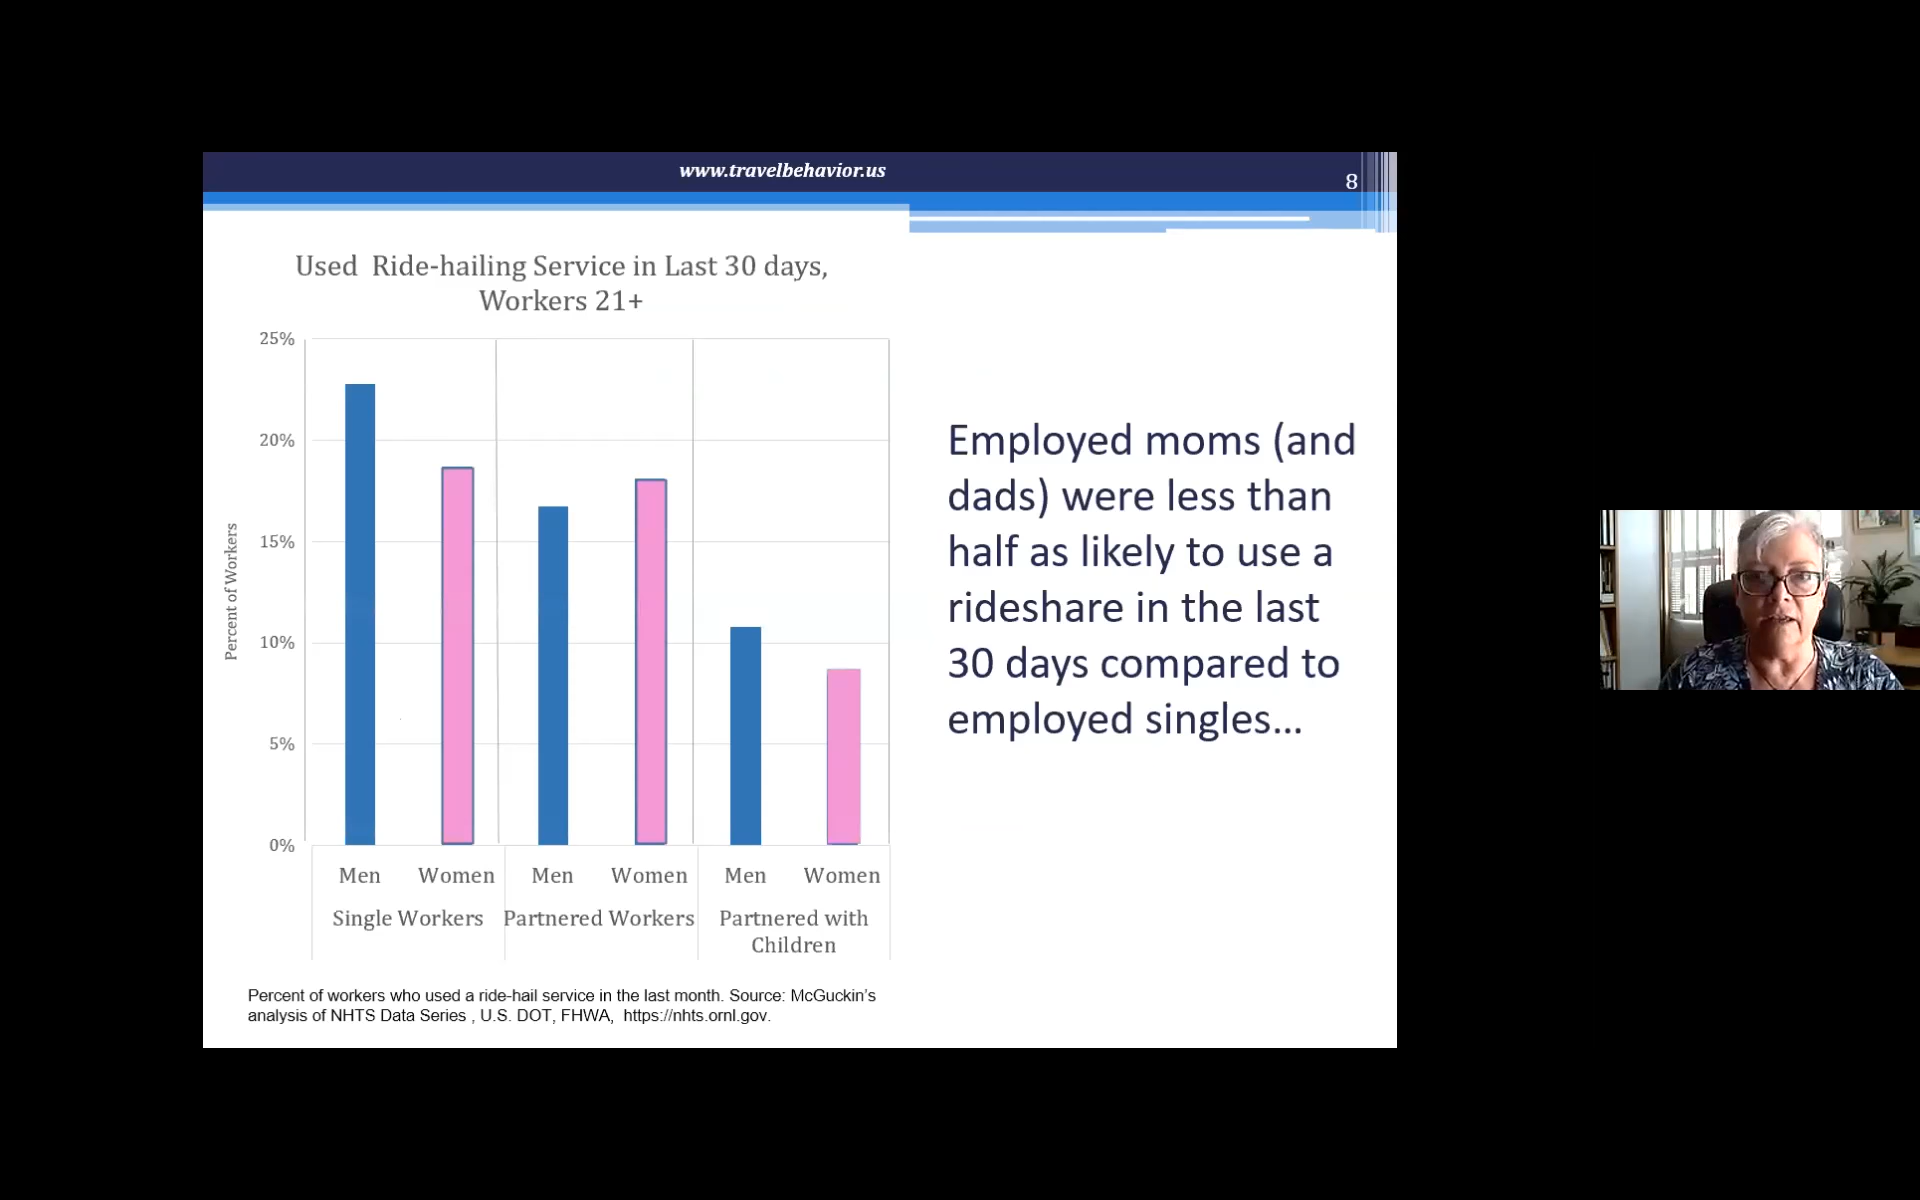 www.travelbehavior.us
8
Used Ride-hailing Service in Last 30 days,
Workers 21+
25%
20%
15%
10%
5%
0%
Percent of Workers
Men Women Men Women Men Women
Single Workers Partnered Workers Partnered with
Children
Percent of workers who used a ride-hail service in the last month. Source: McGuckin's
analysis of NHTS Data Series , U.S. DOT, FHWA, https://nhts.ornl.gov.
Employed moms (and
dads) were less than
half as likely to use a
rideshare in the last
30 days compared to
employed singles...